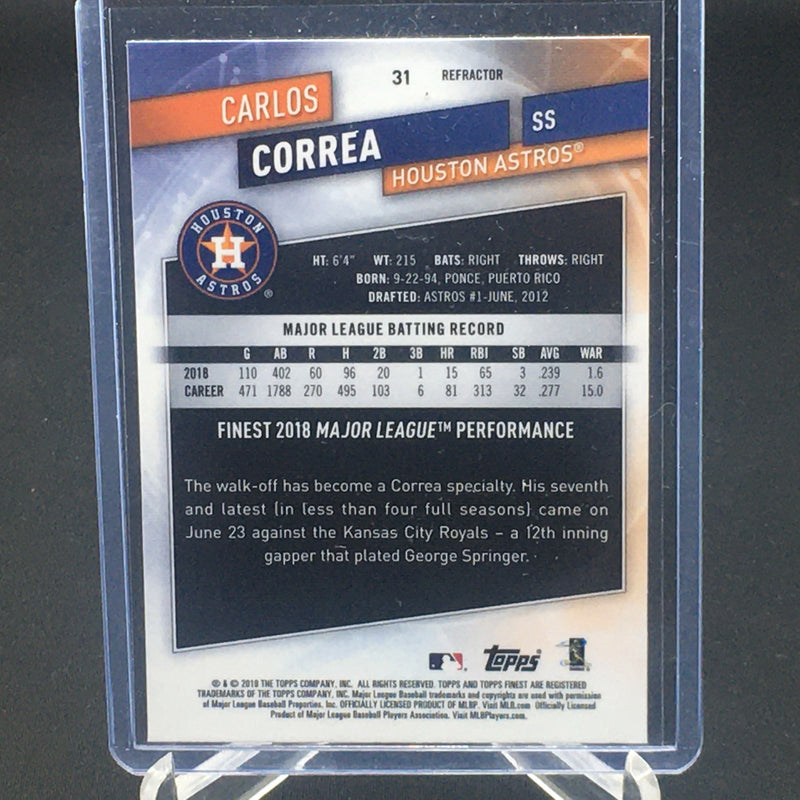 31 REFRACTOR
CARLOS
CORREA
SS
HOUSTON ASTROS®
HOUSTON
H
ASTROS ®
HT: 6'4" WT: 215 BATS: RIGHT THROWS: RIGHT
BORN: 9-22-94, PONCE, PUERTO RICO
DRAFTED: ASTROS #1-JUNE, 2012
MAJOR LEAGUE BATTING RECORD
G AB R H 2B 3B HR RBI SB AVG WAR
2018 110 402 60 96 20 1 15 65 3 .239 1.6
CAREER 471 1788 270 495 103 6 81 313 32 .277 15.0
FINEST 2018 MAJOR LEAGUE™ PERFORMANCE
The walk-off has become a Correa specialty. His seventh
and latest (in less than four full seasons) came on
June 23 against the Kansas City Royals – a 12th inning
gapper that plated George Springer.
Topps®
® & © 2019 THE TOPPS COMPANY, INC. ALL RIGHTS RESERVED. TOPPS AND TOPPS FINEST ARE REGISTERED
TRADEMARKS OF THE TOPPS COMPANY, INC. Major League Baseball trademarks and copyrights are used with permission
of Major League Baseball Properties, Inc. OFFICIALLY LICENSED PRODUCT OF MLBP. Visit MLB.com Officially Licensed
Product of Major League Baseball Players Association. Visit MLBPlayers.com.